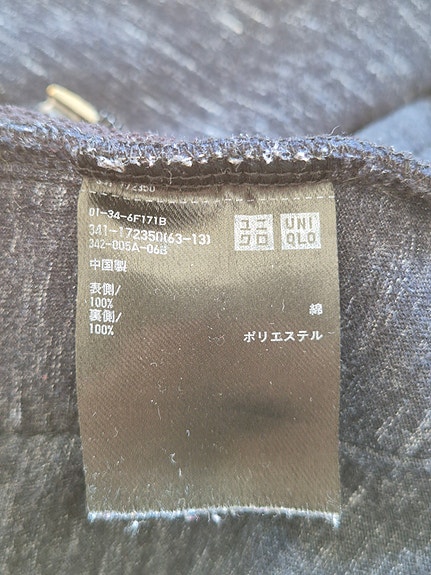 01-34-6F171B
341-172350(63-13)
342-005A-06B
ユニ
クロ
UNI
QLO
中国製
表側/
100% 綿
裏側/
100% ポリエステル